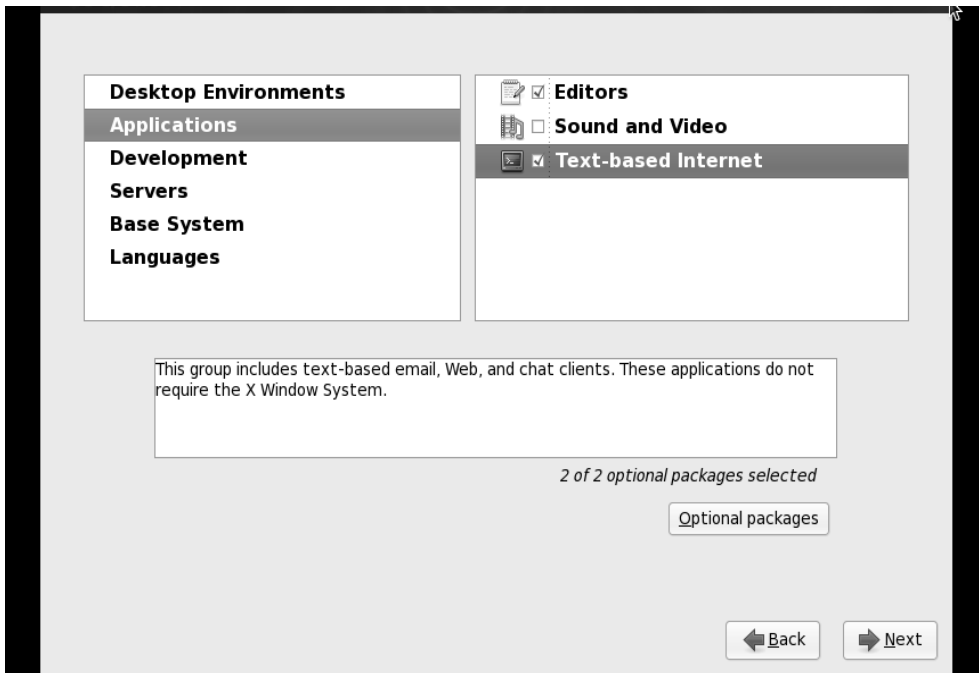 Desktop Environments
Applications
Development
Servers
Base System
Languages
Editors
Sound and Video
Text-based Internet
This group includes text-based email, Web, and chat clients. These applications do not
require the X Window System.
2 of 2 optional packages selected
Optional packages
Back
Next